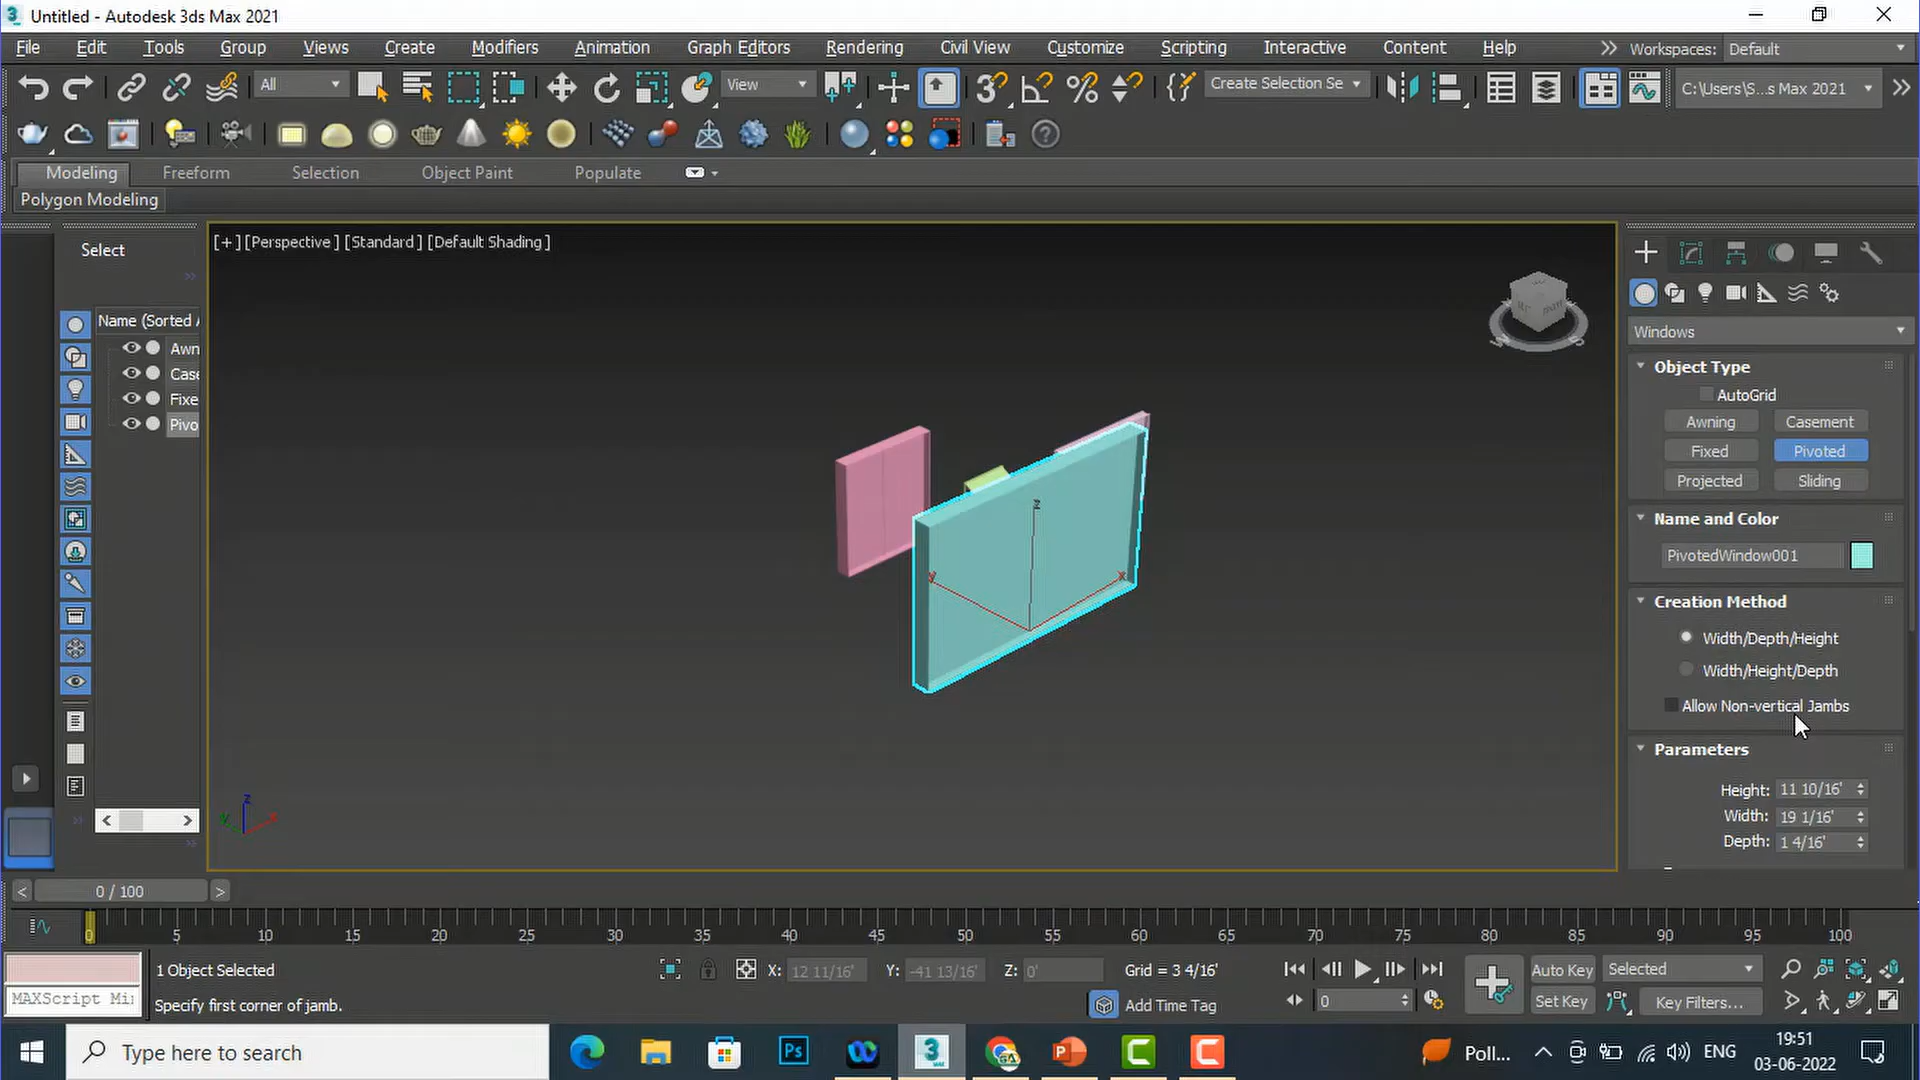 Untitled - Autodesk 3ds Max 2021
File Edit Tools Group Views Create Modifiers Animation Graph Editors Rendering Civil View Customize Scripting Interactive Content Help Workspaces: Default
All View Create Selection Se C:\Users\S...s Max 2021
Modeling Freeform Selection Object Paint Populate
Polygon Modeling
Select
[+] [Perspective] [Standard] [Default Shading]
Name (Sorted A
Awn
Case
Fixe
Pivo
z
y
x
z
y
x
Windows
Object Type
AutoGrid
Awning Casement
Fixed Pivoted
Projected Sliding
Name and Color
PivotedWindow001
Creation Method
Width/Depth/Height
Width/Height/Depth
Allow Non-vertical Jambs
Parameters
Height: 11 10/16'
Width: 19 1/16'
Depth: 1 4/16'
0 / 100
0 5 10 15 20 25 30 35 40 45 50 55 60 65 70 75 80 85 90 95 100
1 Object Selected X: 12 11/16' Y: -41 13/16' Z: 0' Grid = 3 4/16' Auto Key Selected
MAXScript Mi Specify first corner of jamb. Add Time Tag 0 Set Key Key Filters...
Type here to search Ps 3 Poll... ENG 19:51
03-06-2022